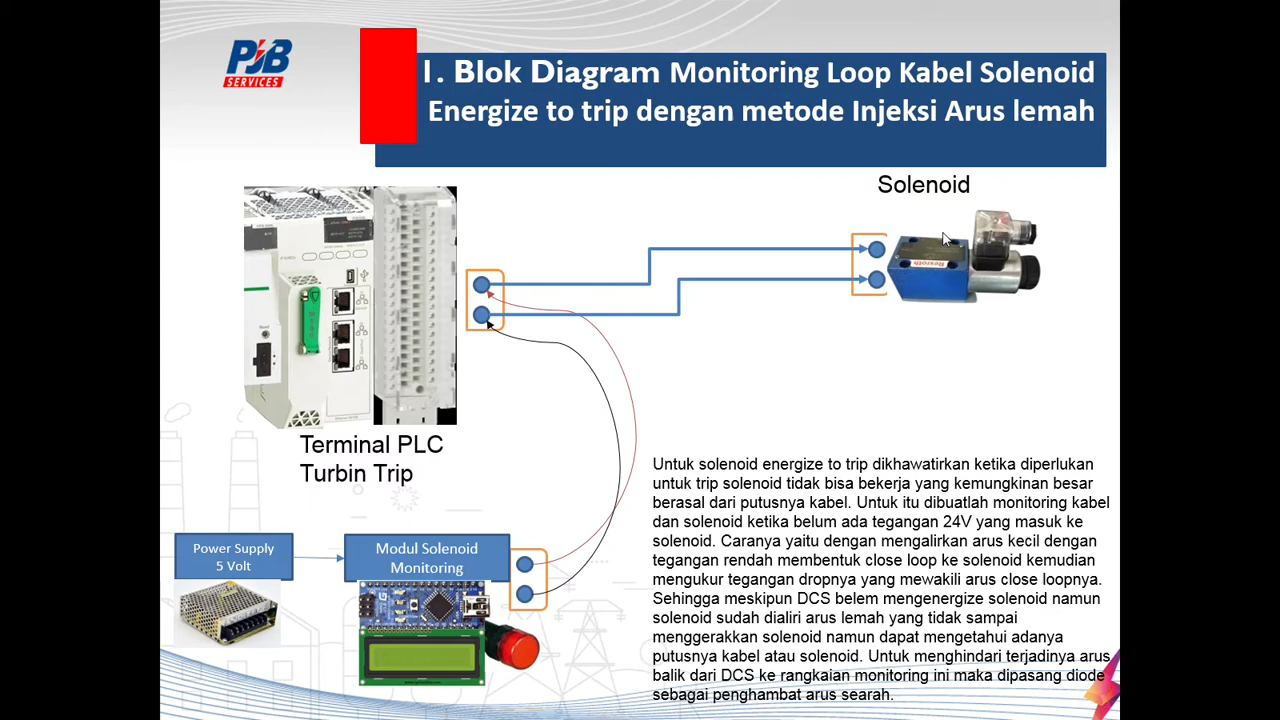 PJB
SERVICES
1. Blok Diagram Monitoring Loop Kabel Solenoid
Energize to trip dengan metode Injeksi Arus lemah
Solenoid
Terminal PLC
Turbin Trip
Power Supply
5 Volt
Modul Solenoid
Monitoring
Untuk solenoid energize to trip dikhawatirkan ketika diperlukan
untuk trip solenoid tidak bisa bekerja yang kemungkinan besar
berasal dari putusnya kabel. Untuk itu dibuatlah monitoring kabel
dan solenoid ketika belum ada tegangan 24V yang masuk ke
solenoid. Caranya yaitu dengan mengalirkan arus kecil dengan
tegangan rendah membentuk close loop ke solenoid kemudian
mengukur tegangan dropnya yang mewakili arus close loopnya.
Sehingga meskipun DCS belem mengenergize solenoid namun
solenoid sudah dialiri arus lemah yang tidak sampai
menggerakkan solenoid namun dapat mengetahui adanya
putusnya kabel atau solenoid. Untuk menghindari terjadinya arus
balik dari DCS ke rangkaian monitoring ini maka dipasang diode
sebagai penghambat arus searah.